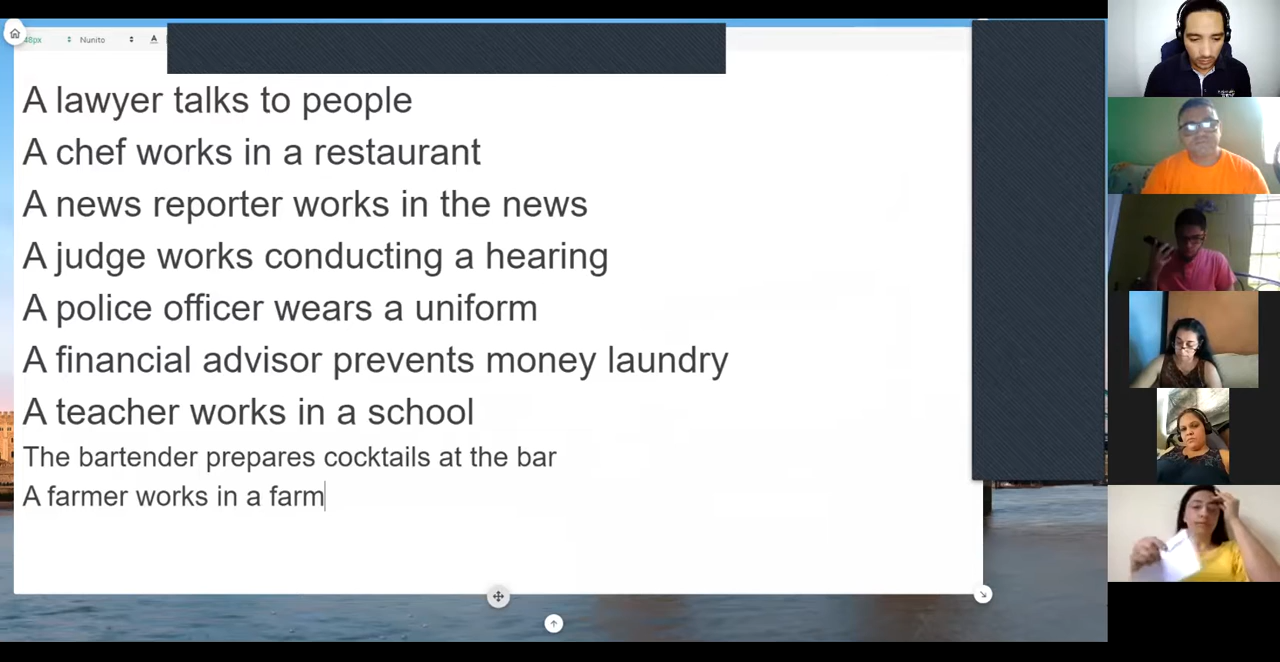 48px Nunito A
A lawyer talks to people
A chef works in a restaurant
A news reporter works in the news
A judge works conducting a hearing
A police officer wears a uniform
A financial advisor prevents money laundry
A teacher works in a school
The bartender prepares cocktails at the bar
A farmer works in a farm